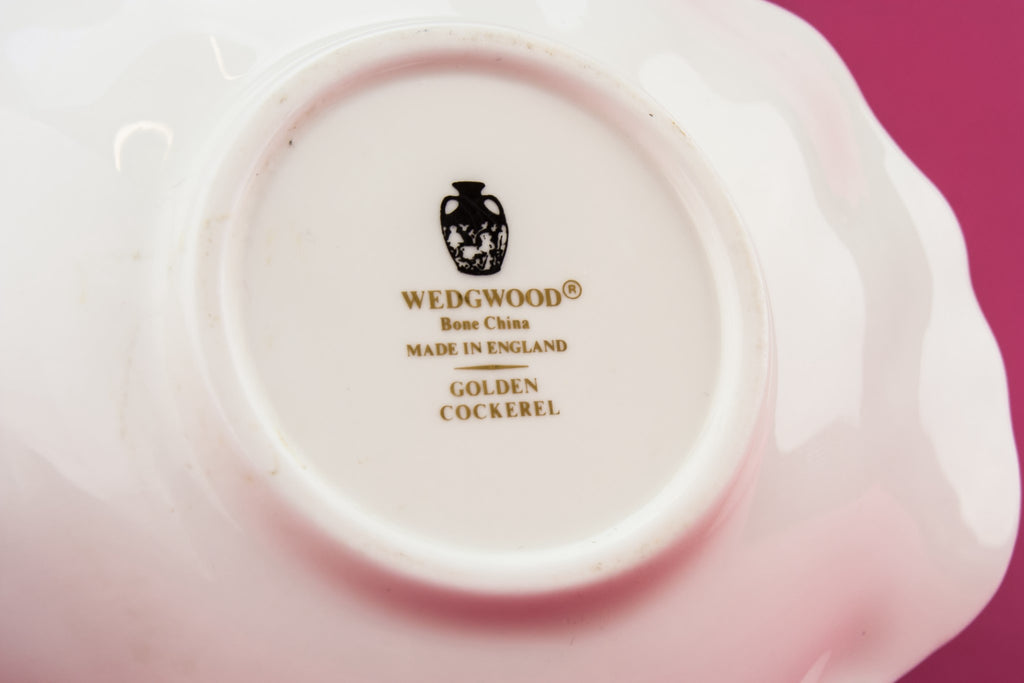 WEDGWOOD®
Bone China
MADE IN ENGLAND
GOLDEN
COCKEREL